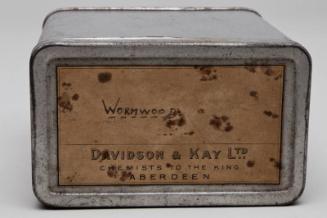 WORMWOOD
DAVIDSON & KAY LTD
CHEMISTS TO THE KING
ABERDEEN